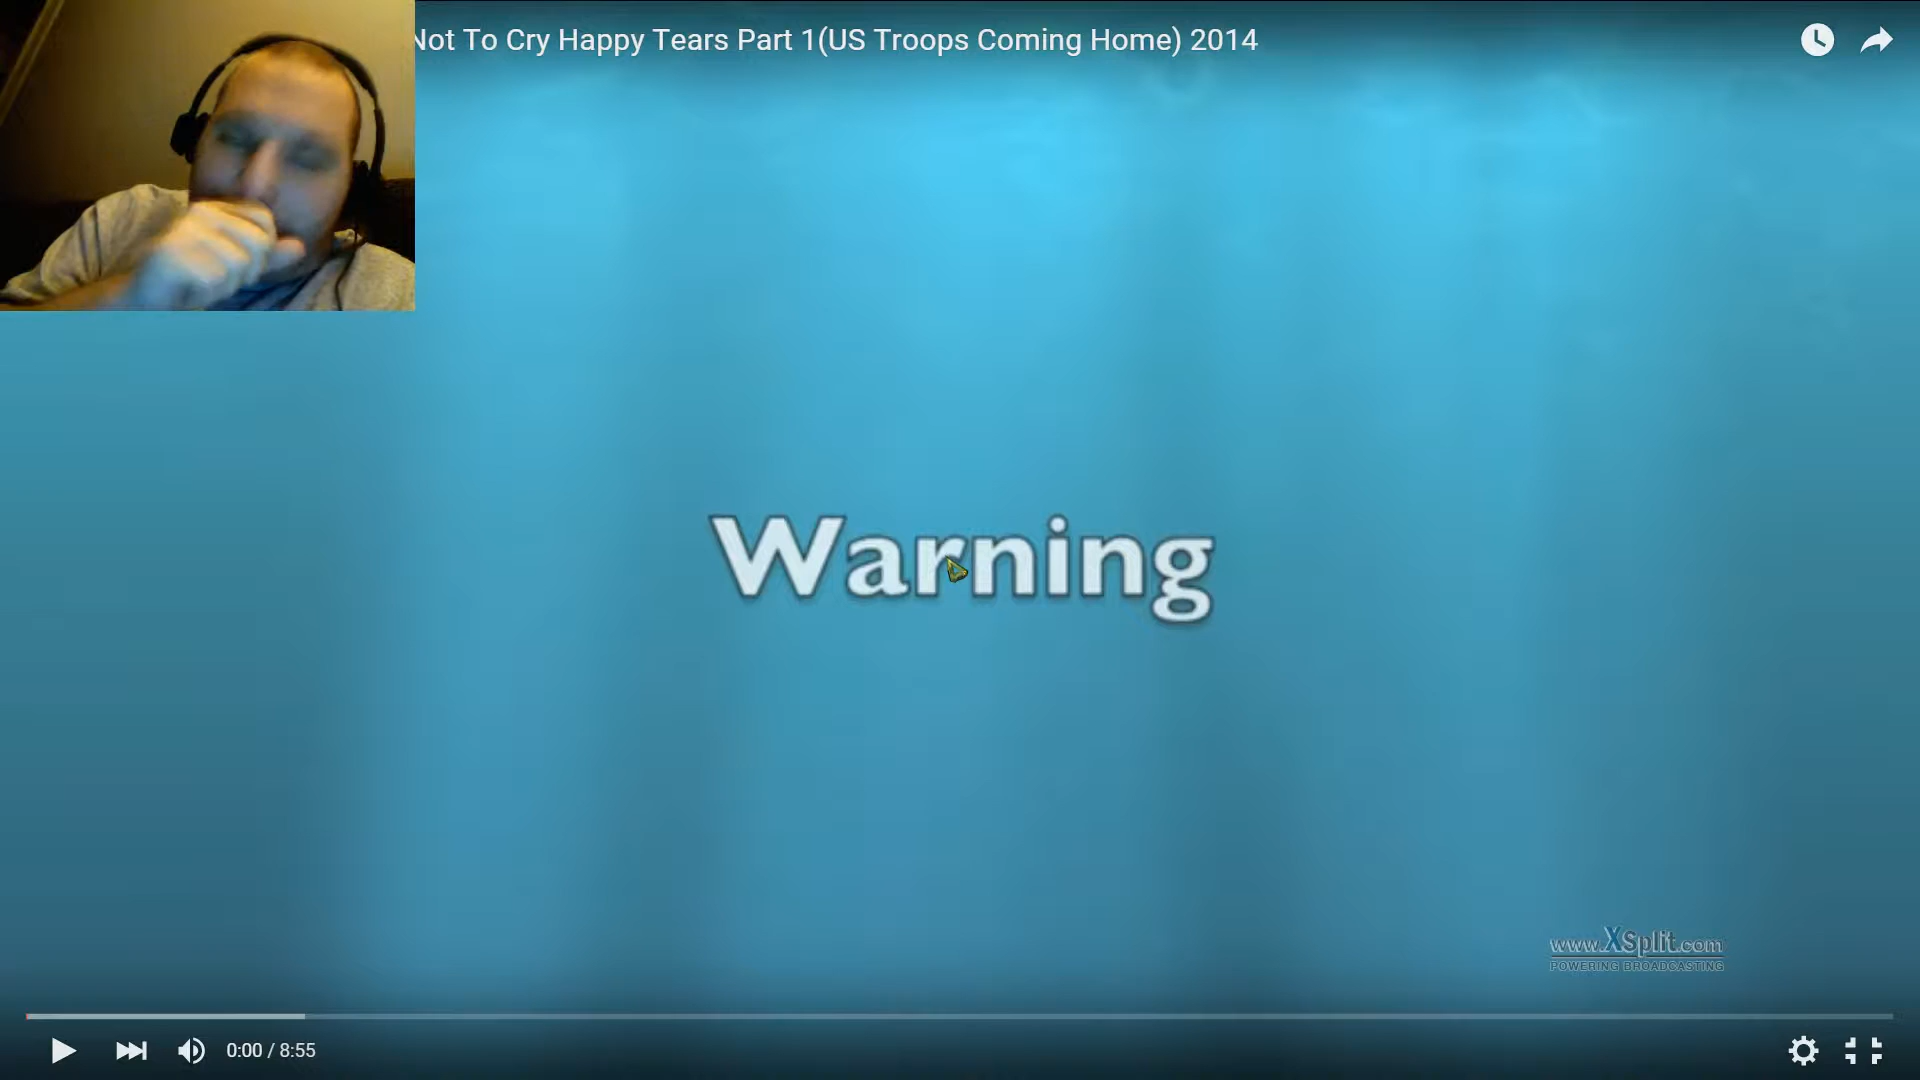 Not To Cry Happy Tears Part 1(US Troops Coming Home) 2014
Warning
www.XSplit.com
POWERING BROADCASTING
0:00 / 8:55